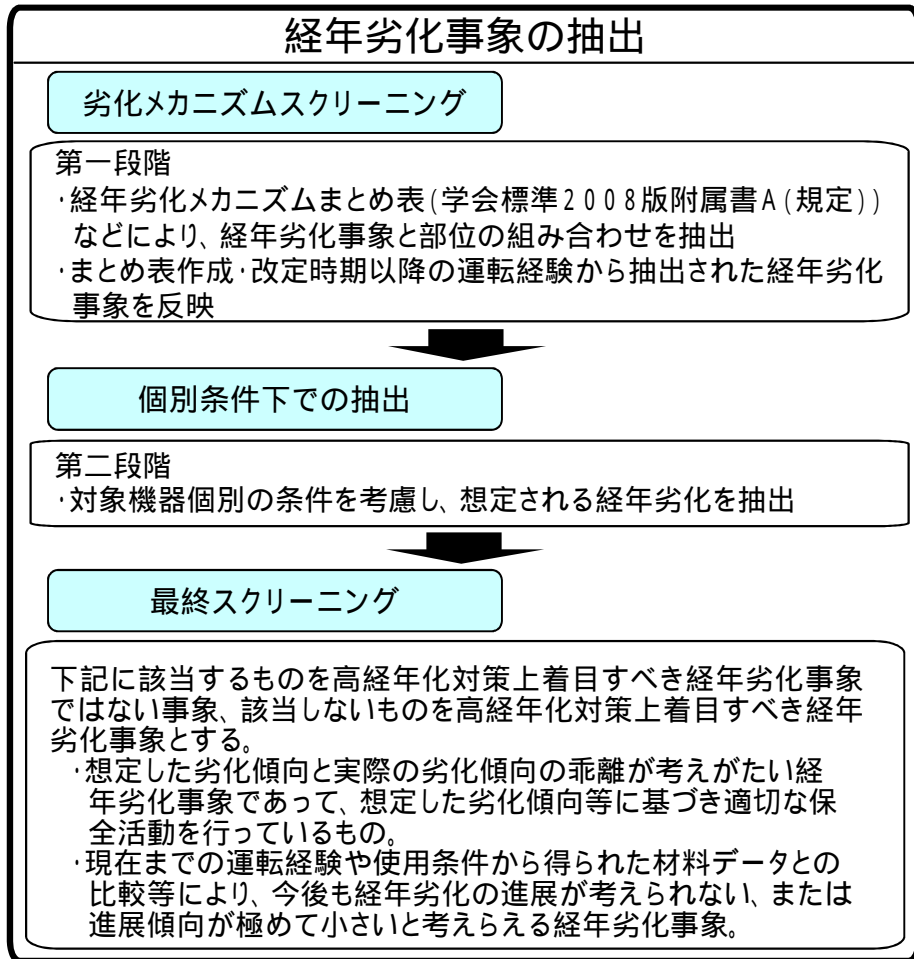 経年劣化事象の抽出
劣化メカニズムスクリーニング
第一段階
・経年劣化メカニズムまとめ表(学会標準2008版附属書A(規定))
などにより、経年劣化事象と部位の組み合わせを抽出
・まとめ表作成・改定時期以降の運転経験から抽出された経年劣化
事象を反映
個別条件下での抽出
第二段階
・対象機器個別の条件を考慮し、想定される経年劣化を抽出
最終スクリーニング
下記に該当するものを高経年化対策上着目すべき経年劣化事象
ではない事象、該当しないものを高経年化対策上着目すべき経年
劣化事象とする。
・想定した劣化傾向と実際の劣化傾向の乖離が考えがたい経
年劣化事象であって、想定した劣化傾向等に基づき適切な保
全活動を行っているもの。
・現在までの運転経験や使用条件から得られた材料データとの
比較等により、今後も経年劣化の進展が考えられない、または
進展傾向が極めて小さいと考えらえる経年劣化事象。